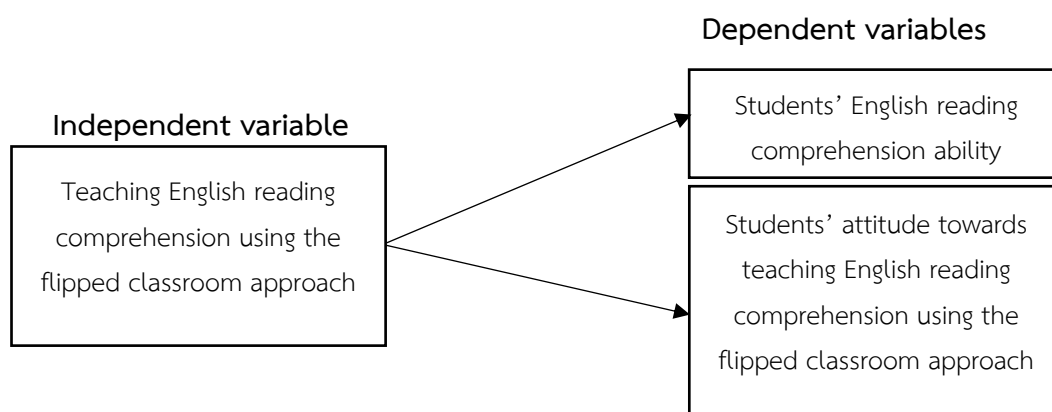 Independent variable
Teaching English reading
comprehension using the
flipped classroom approach
Dependent variables
Students’ English reading
comprehension ability
Students’ attitude towards
teaching English reading
comprehension using the
flipped classroom approach